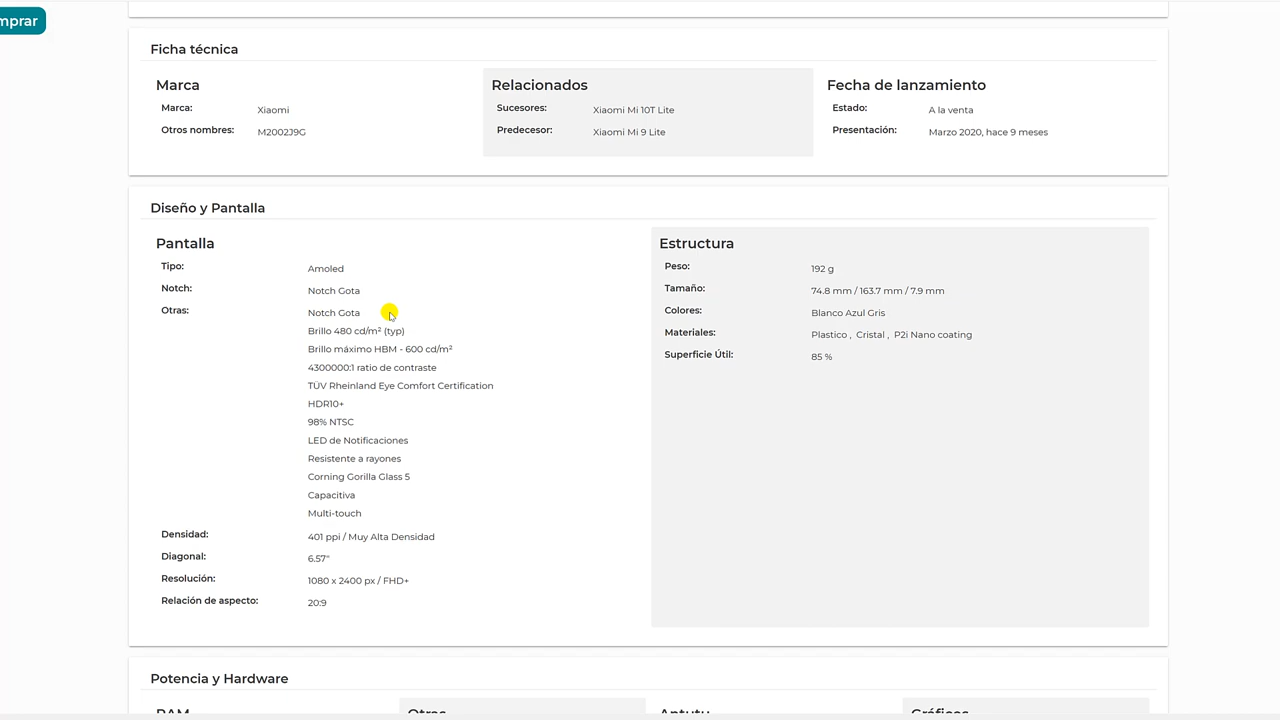 mprar
Ficha técnica
Marca
Marca: Xiaomi
Otros nombres: M2002J9G
Relacionados
Sucesores: Xiaomi Mi 10T Lite
Predecesor: Xiaomi Mi 9 Lite
Fecha de lanzamiento
Estado: A la venta
Presentación: Marzo 2020, hace 9 meses
Diseño y Pantalla
Pantalla
Tipo: Amoled
Notch: Notch Gota
Otras: Notch Gota
Brillo 480 cd/m² (typ)
Brillo máximo HBM - 600 cd/m²
4300000:1 ratio de contraste
TÜV Rheinland Eye Comfort Certification
HDR10+
98% NTSC
LED de Notificaciones
Resistente a rayones
Corning Gorilla Glass 5
Capacitiva
Multi-touch
Densidad: 401 ppi / Muy Alta Densidad
Diagonal: 6.57"
Resolución: 1080 x 2400 px / FHD+
Relación de aspecto: 20:9
Estructura
Peso: 192 g
Tamaño: 74.8 mm / 163.7 mm / 7.9 mm
Colores: Blanco Azul Gris
Materiales: Plastico , Cristal , P2i Nano coating
Superficie Útil: 85 %
Potencia y Hardware
RAM
Otros
Antutu
Gráficos